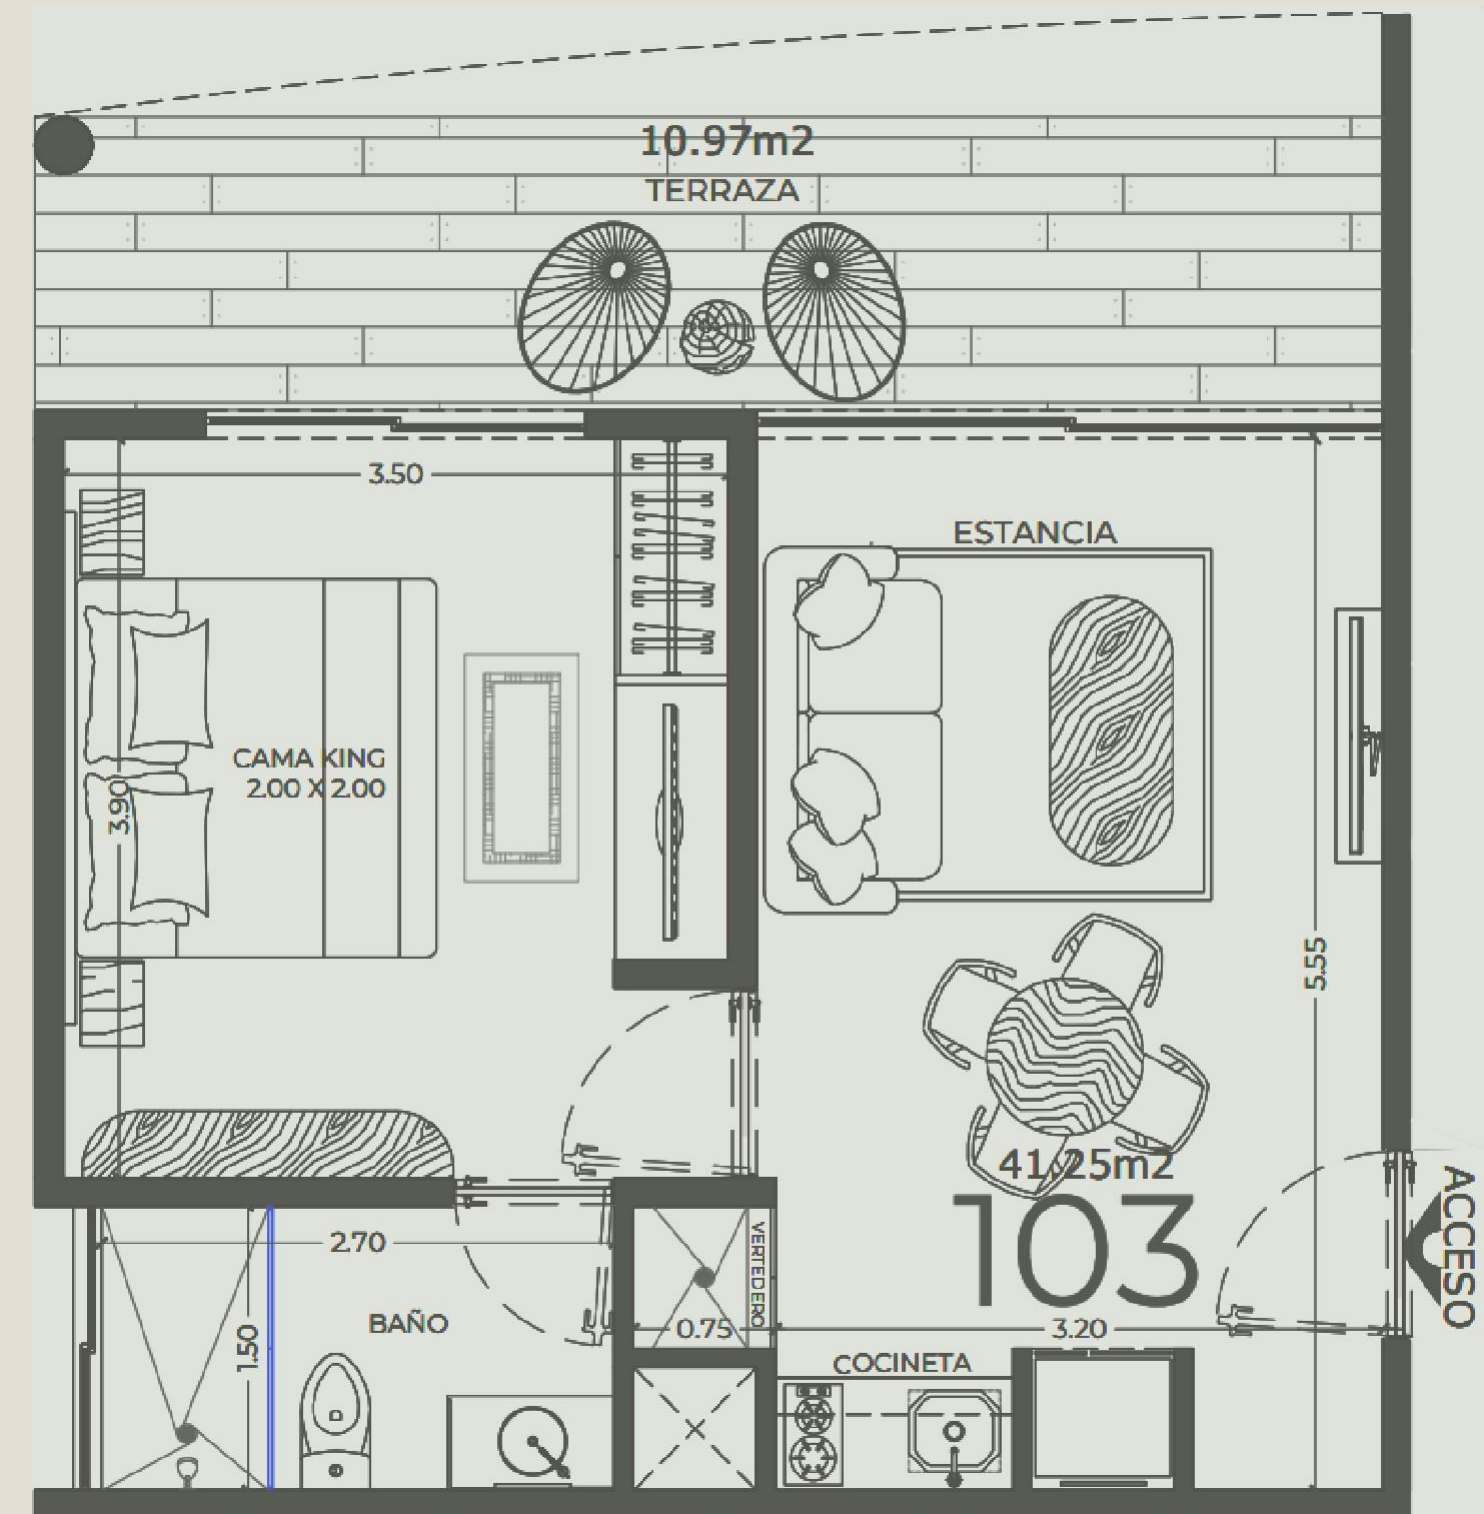 10.97m2
TERRAZA
3.50
ESTANCIA
CAMA KING
2.00 X 2.00
3.90
5.55
41.25m2
103
ACCESO
2.70
VERTEDERO
BAÑO
1.50
0.75
3.20
COCINETA